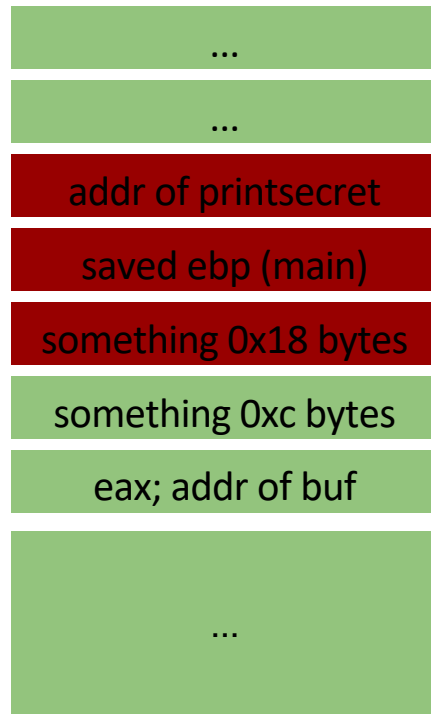 ...
...
addr of printsecret
saved ebp (main)
something 0x18 bytes
something 0xc bytes
eax; addr of buf
...